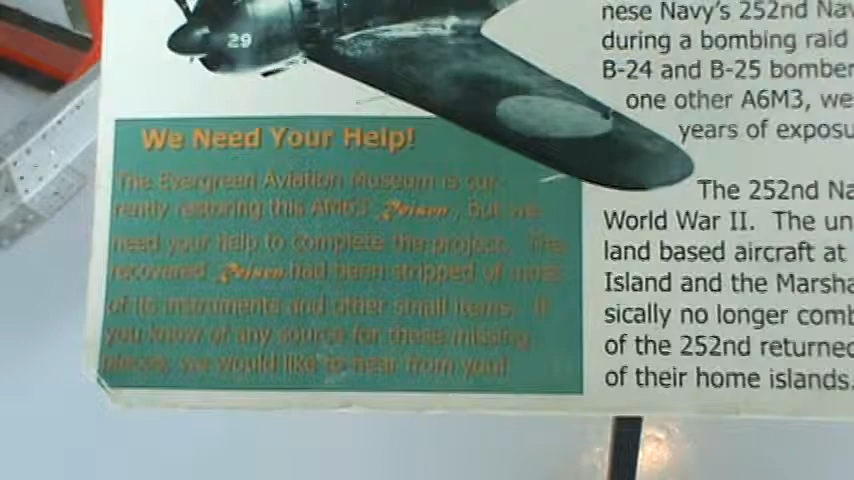 29
We Need Your Help!
The Evergreen Aviation Museum is cur-
rently restoring this AM63 Reisen, but we
need your help to complete the project. The
recovered Reisen had been stripped of most
of its instruments and other small items. If
you know of any source for these missing
pieces, we would like to hear from you!
nese Navy's 252nd Nav
during a bombing raid
B-24 and B-25 bomber
one other A6M3, we
years of exposu
The 252nd Na
World War II. The un
land based aircraft at
Island and the Marsha
sically no longer comb
of the 252nd returned
of their home islands.